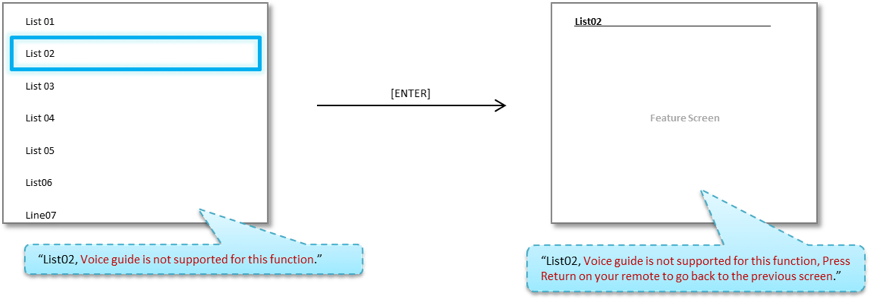 List 01
List 02
List 03
List 04
List 05
List06
Line07
“List02, Voice guide is not supported for this function.”
[ENTER]
List02
Feature Screen
“List02, Voice guide is not supported for this function, Press
Return on your remote to go back to the previous screen.”